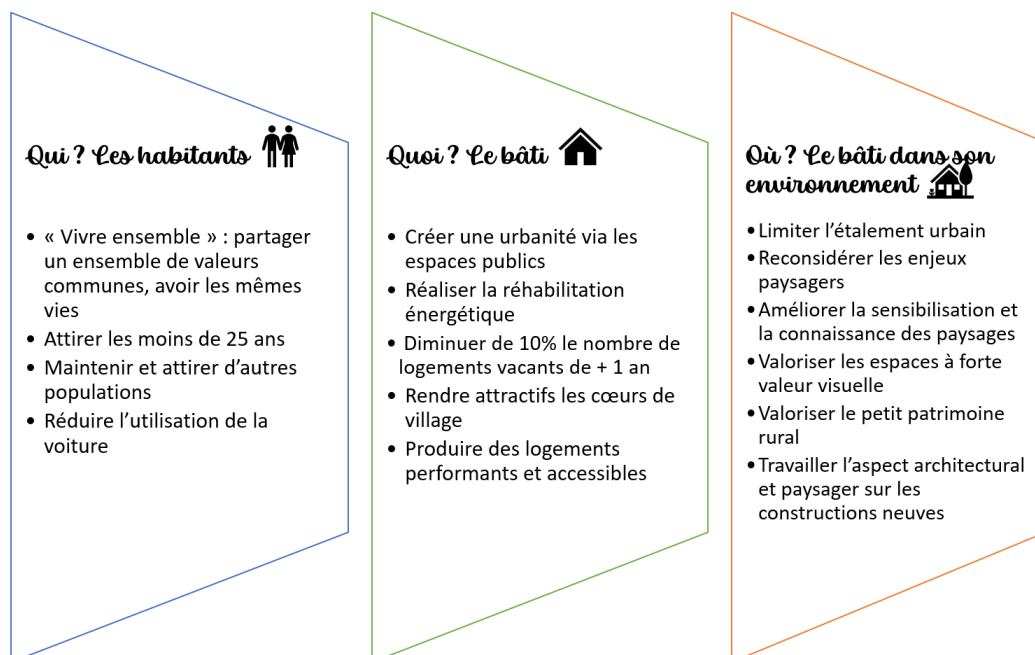 Qui ? Les habitants
• « Vivre ensemble » : partager
un ensemble de valeurs
communes, avoir les mêmes
vies
• Attirer les moins de 25 ans
• Maintenir et attirer d’autres
populations
• Réduire l’utilisation de la
voiture
Quoi ? Le bâti
• Créer une urbanité via les
espaces publics
• Réaliser la réhabilitation
énergétique
• Diminuer de 10% le nombre de
logements vacants de + 1 an
• Rendre attractifs les cœurs de
village
• Produire des logements
performants et accessibles
Où ? Le bâti dans son
environnement
• Limiter l’étalement urbain
• Reconsidérer les enjeux
paysagers
• Améliorer la sensibilisation et
la connaissance des paysages
• Valoriser les espaces à forte
valeur visuelle
• Valoriser le petit patrimoine
rural
• Travailler l’aspect architectural
et paysager sur les
constructions neuves